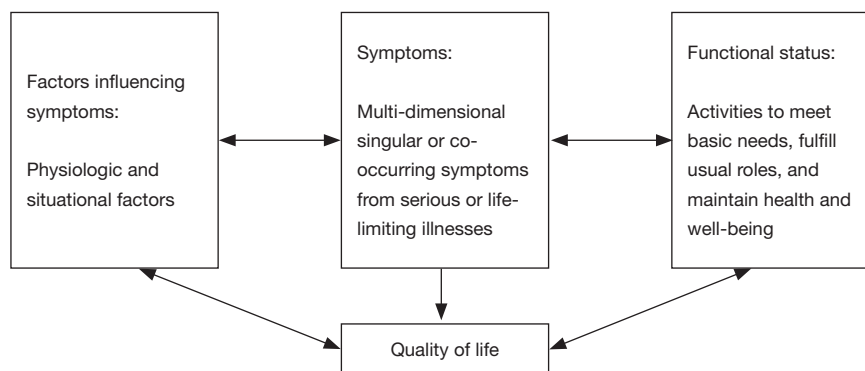 Factors influencing
symptoms:
Physiologic and
situational factors
Symptoms:
Multi-dimensional
singular or co-
occurring symptoms
from serious or life-
limiting illnesses
Functional status:
Activities to meet
basic needs, fulfill
usual roles, and
maintain health and
well-being
Quality of life